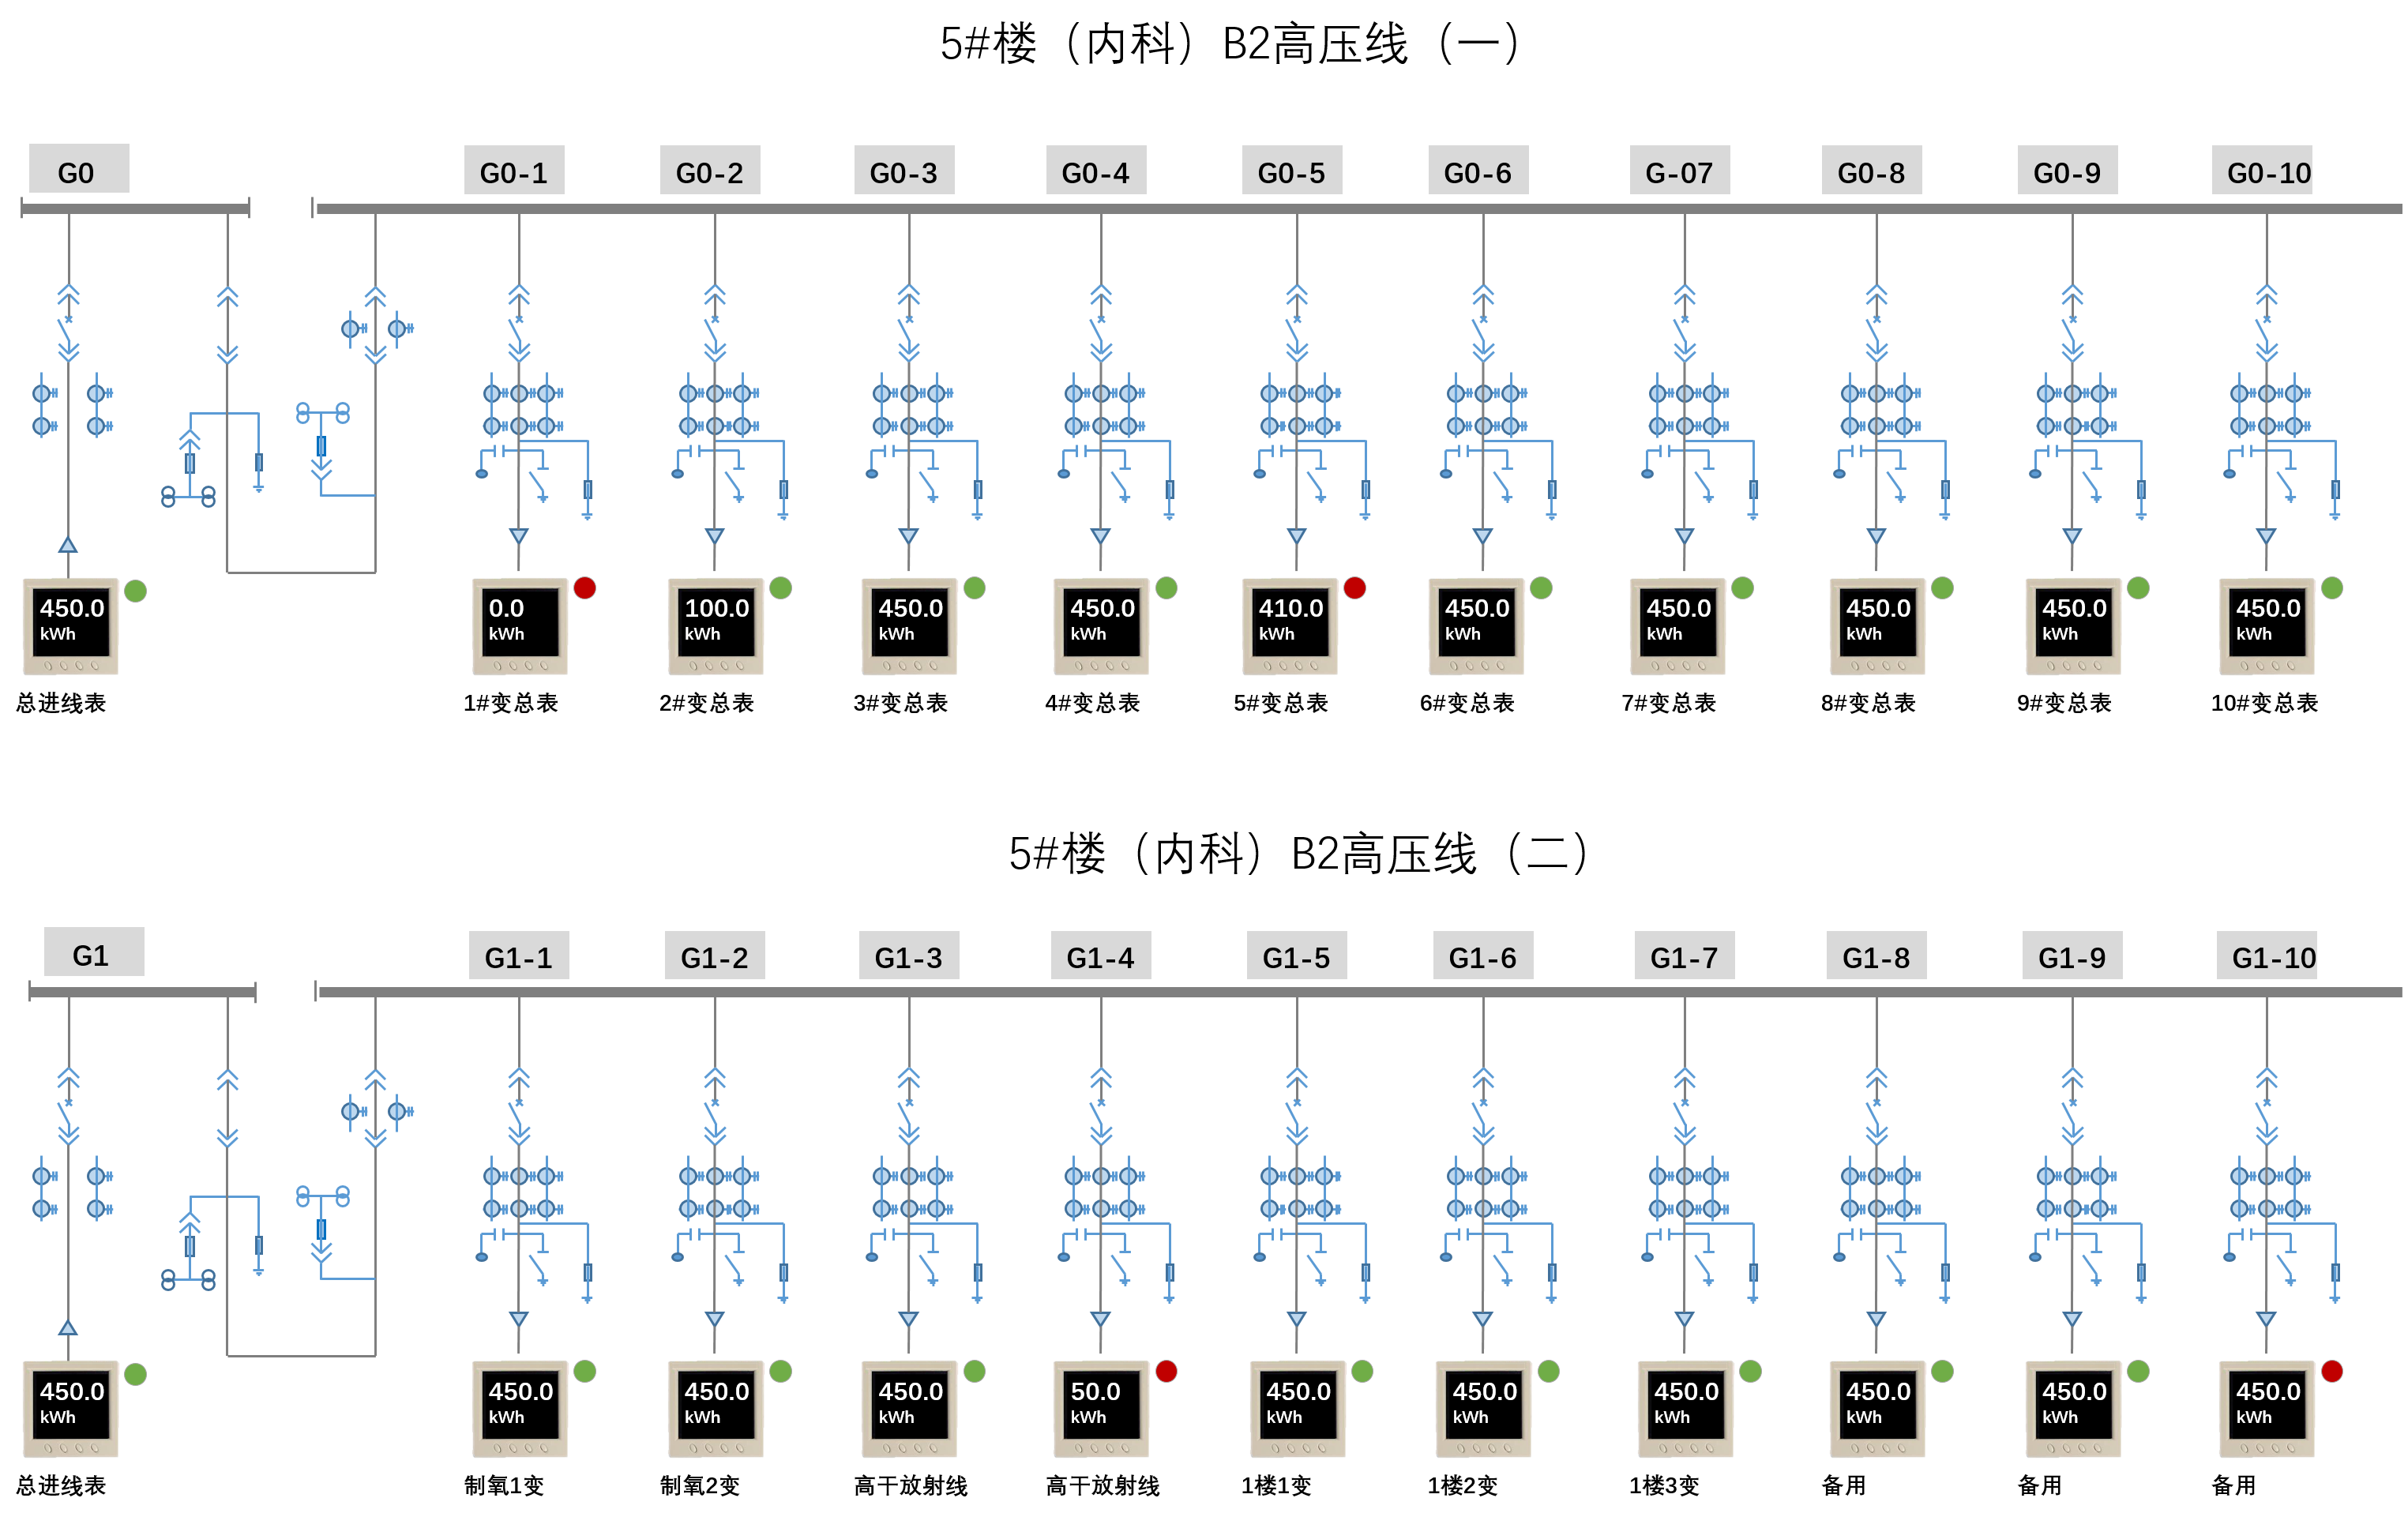 5#楼（内科）B2高压线（一）
G0
G0-1
G0-2
G0-3
G0-4
G0-5
G0-6
G-07
G0-8
G0-9
G0-10
450.0
kWh
0.0
kWh
100.0
kWh
450.0
kWh
450.0
kWh
410.0
kWh
450.0
kWh
450.0
kWh
450.0
kWh
450.0
kWh
450.0
kWh
总进线表
1#变总表
2#变总表
3#变总表
4#变总表
5#变总表
6#变总表
7#变总表
8#变总表
9#变总表
10#变总表
5#楼（内科）B2高压线（二）
G1
G1-1
G1-2
G1-3
G1-4
G1-5
G1-6
G1-7
G1-8
G1-9
G1-10
450.0
kWh
450.0
kWh
450.0
kWh
450.0
kWh
50.0
kWh
450.0
kWh
450.0
kWh
450.0
kWh
450.0
kWh
450.0
kWh
450.0
kWh
总进线表
制氧1变
制氧2变
高干放射线
高干放射线
1楼1变
1楼2变
1楼3变
备用
备用
备用